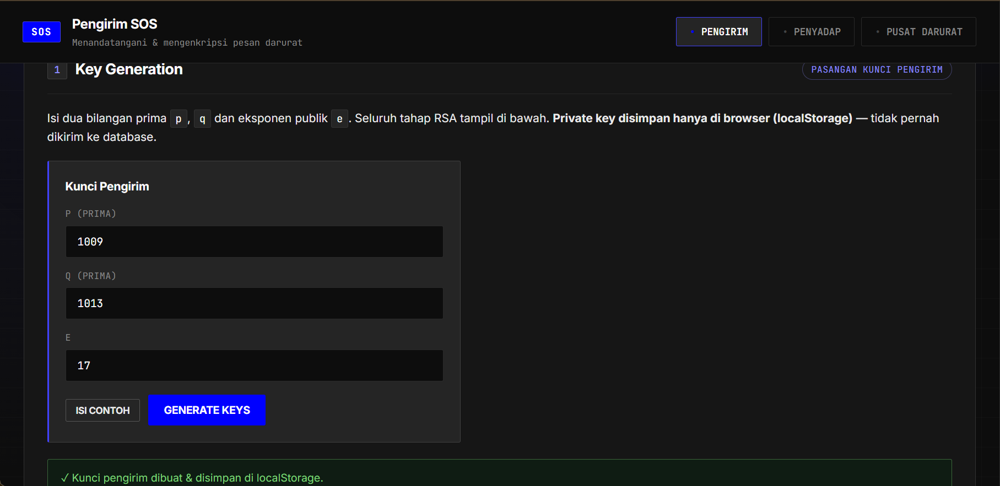 SOS
Pengirim SOS
Menandatangani & mengenkripsi pesan darurat
• PENGIRIM
• PENYADAP
• PUSAT DARURAT
1
Key Generation
PASANGAN KUNCI PENGIRIM
Isi dua bilangan prima p, q dan eksponen publik e. Seluruh tahap RSA tampil di bawah. Private key disimpan hanya di browser (localStorage) — tidak pernah
dikirim ke database.
Kunci Pengirim
P (PRIMA)
1009
Q (PRIMA)
1013
E
17
ISI CONTOH
GENERATE KEYS
✓ Kunci pengirim dibuat & disimpan di localStorage.